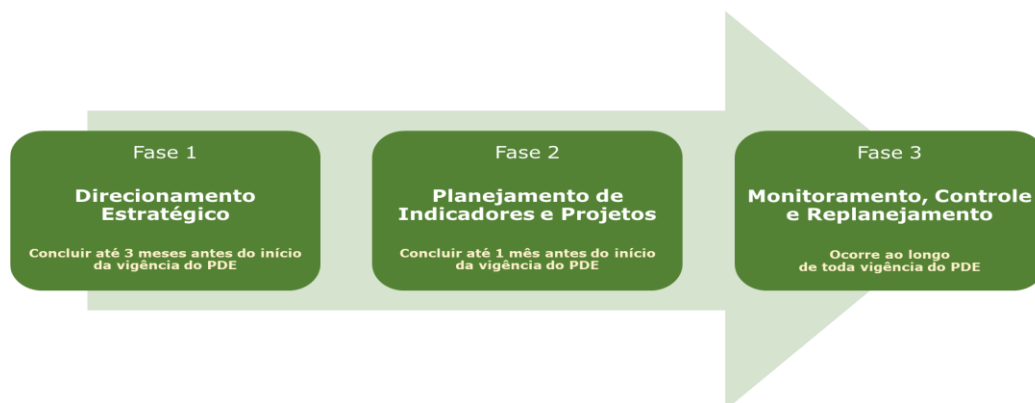 Fase 1
Direcionamento
Estratégico
Concluir até 3 meses antes do início
da vigência do PDE
Fase 2
Planejamento de
Indicadores e Projetos
Concluir até 1 mês antes do início
da vigência do PDE
Fase 3
Monitoramento, Controle
e Replanejamento
Ocorre ao longo
de toda vigência do PDE